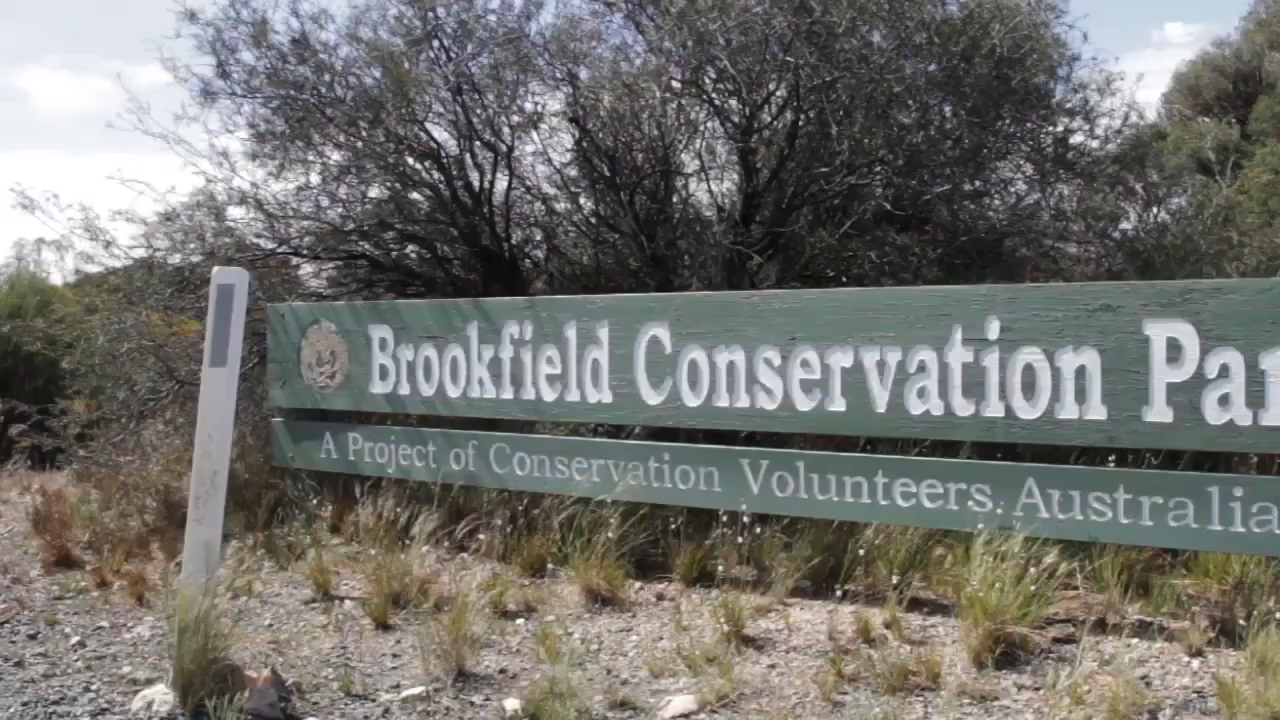 Brookfield Conservation Par
A Project of Conservation Volunteers. Australia